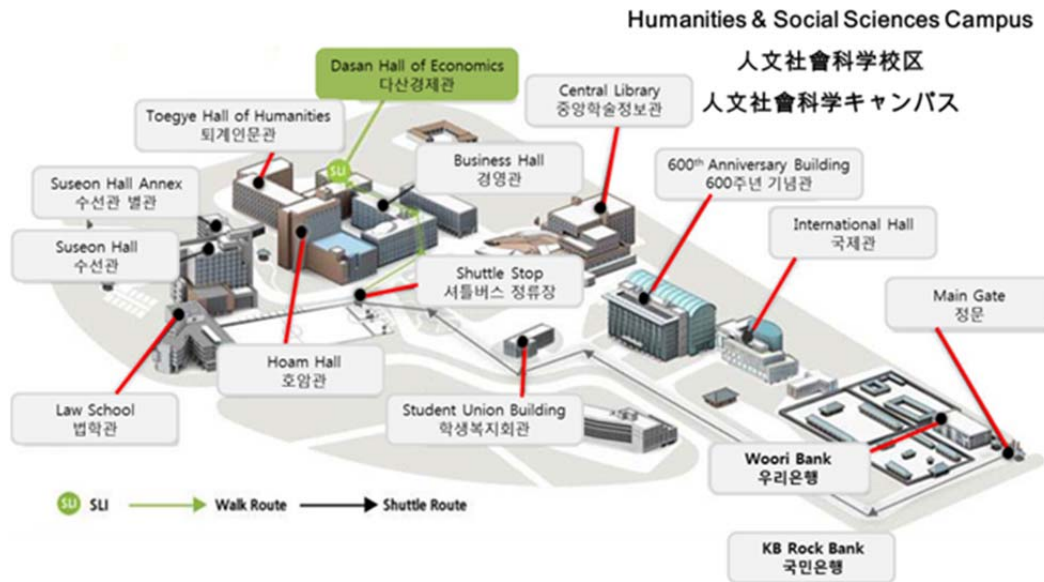 Humanities & Social Sciences Campus
人文社會科学校区
人文社會科学キャンパス
Dasan Hall of Economics
다산경제관
Toegye Hall of Humanities
퇴계인문관
Central Library
중앙학술정보관
Business Hall
경영관
600th Anniversary Building
600주년 기념관
Suseon Hall Annex
수선관 별관
SLI
International Hall
국제관
Suseon Hall
수선관
Shuttle Stop
셔틀버스 정류장
Main Gate
정문
Hoam Hall
호암관
Law School
법학관
Student Union Building
학생복지회관
Woori Bank
우리은행
SLI SLI Walk Route Shuttle Route
KB Rock Bank
국민은행